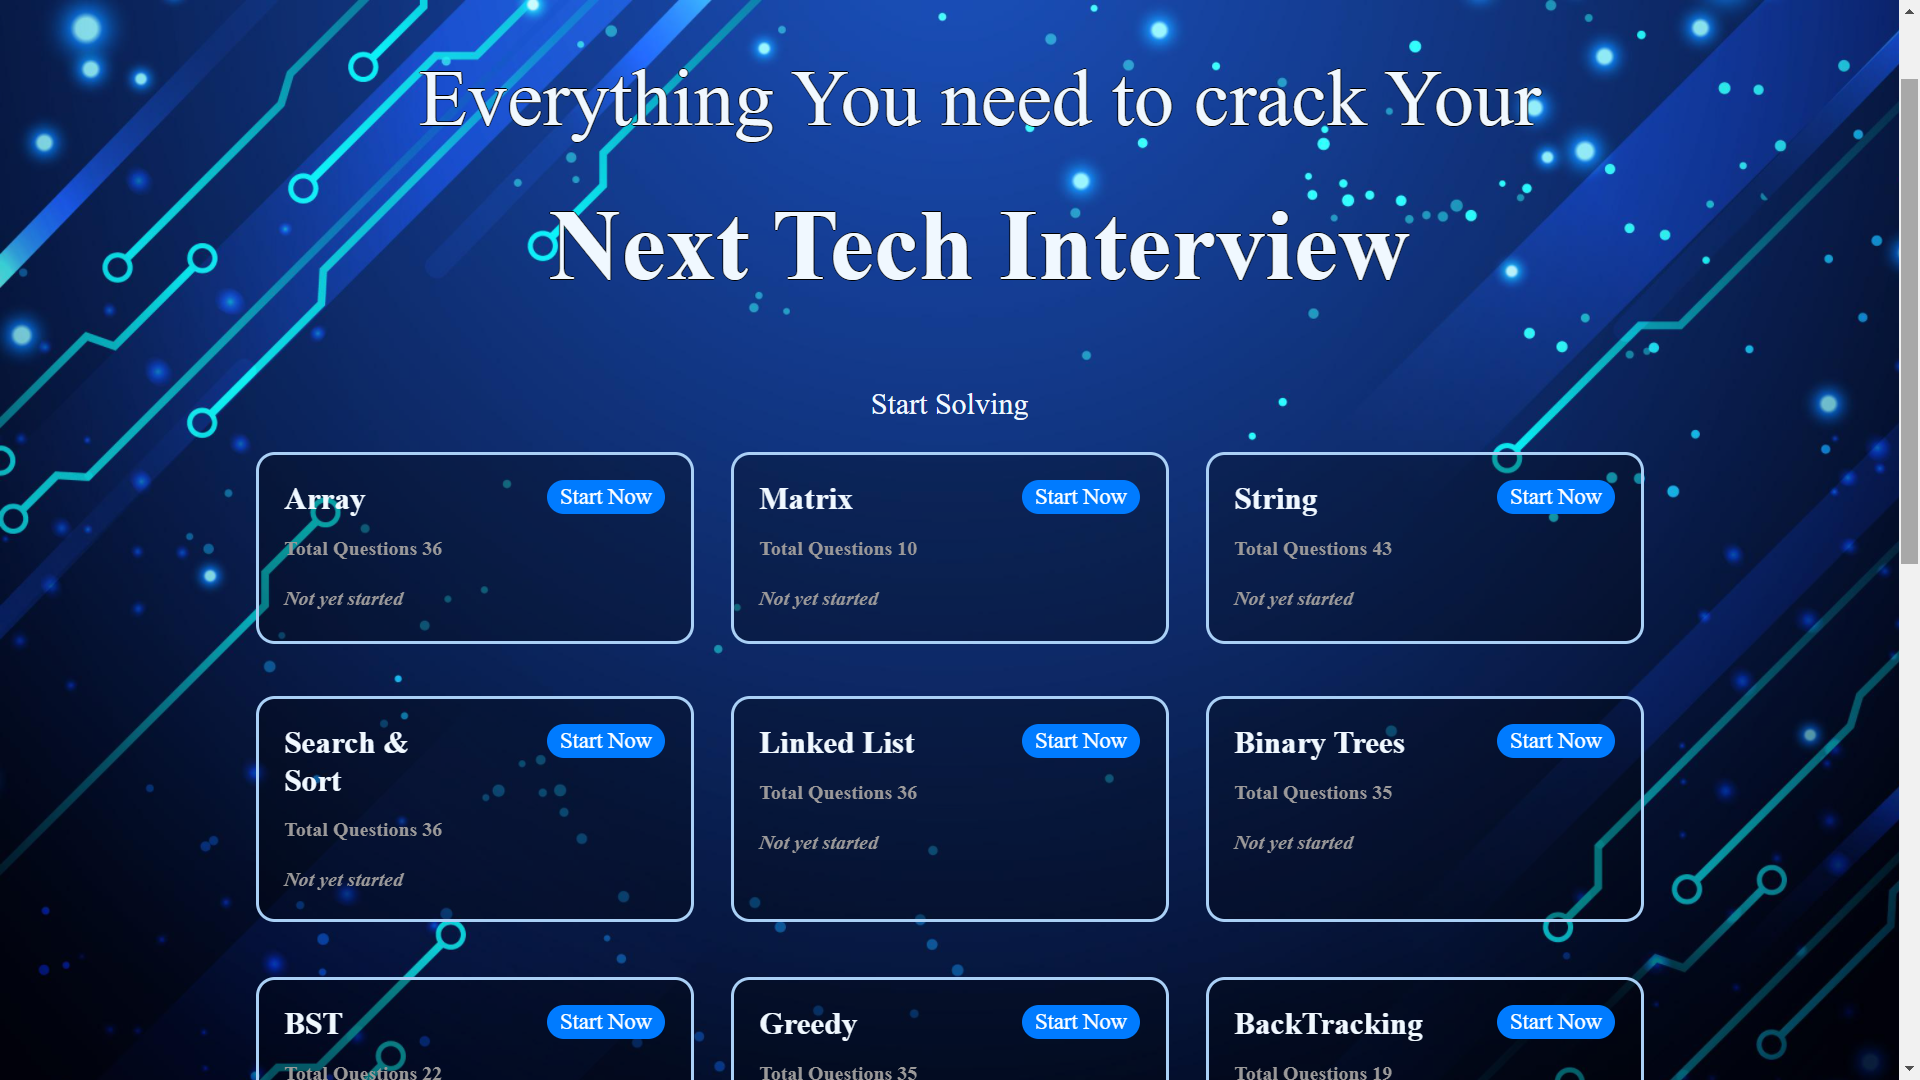 Everything You need to crack Your
Next Tech Interview
Start Solving
Array
Start Now
Total Questions 36
Not yet started
Matrix
Start Now
Total Questions 10
Not yet started
String
Start Now
Total Questions 43
Not yet started
Search &
Sort
Start Now
Total Questions 36
Not yet started
Linked List
Start Now
Total Questions 36
Not yet started
Binary Trees
Start Now
Total Questions 35
Not yet started
BST
Start Now
Total Questions 22
Greedy
Start Now
Total Questions 35
BackTracking
Start Now
Total Questions 19